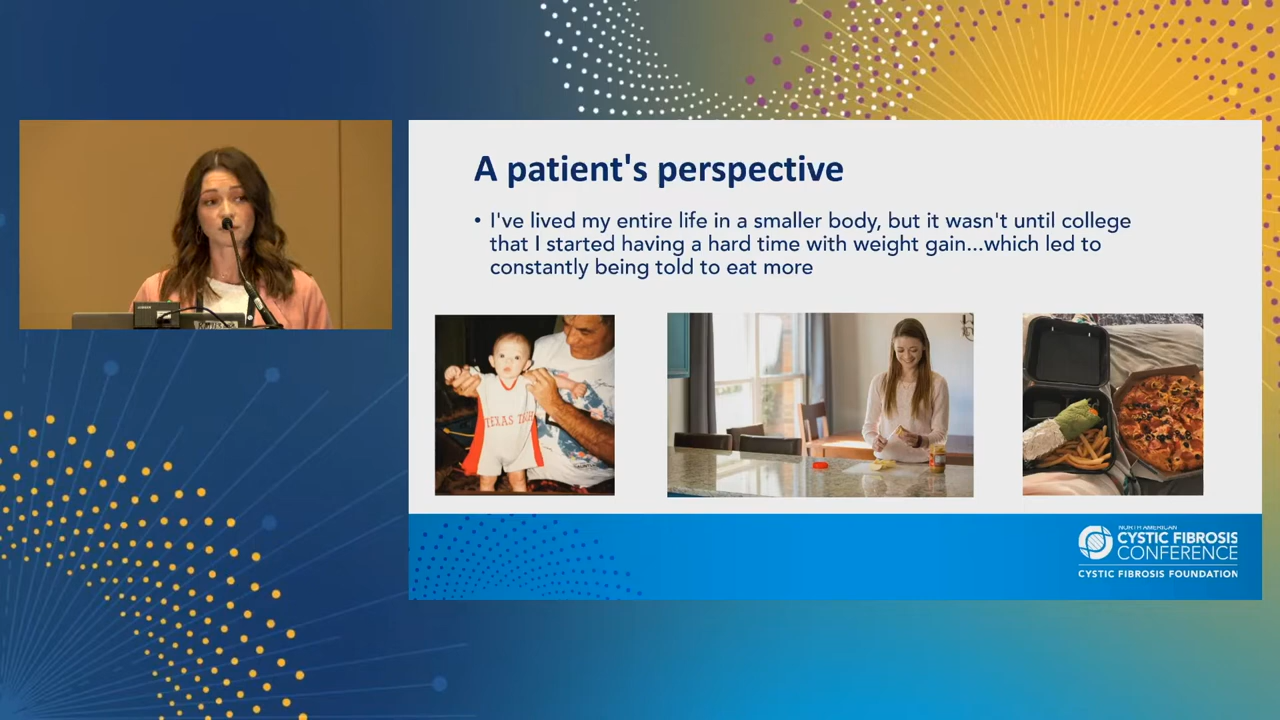 A patient's perspective
• I've lived my entire life in a smaller body, but it wasn't until college
that I started having a hard time with weight gain...which led to
constantly being told to eat more
TEXAS
NORTH AMERICAN
CYSTIC FIBROSIS
CONFERENCE
CYSTIC FIBROSIS FOUNDATION